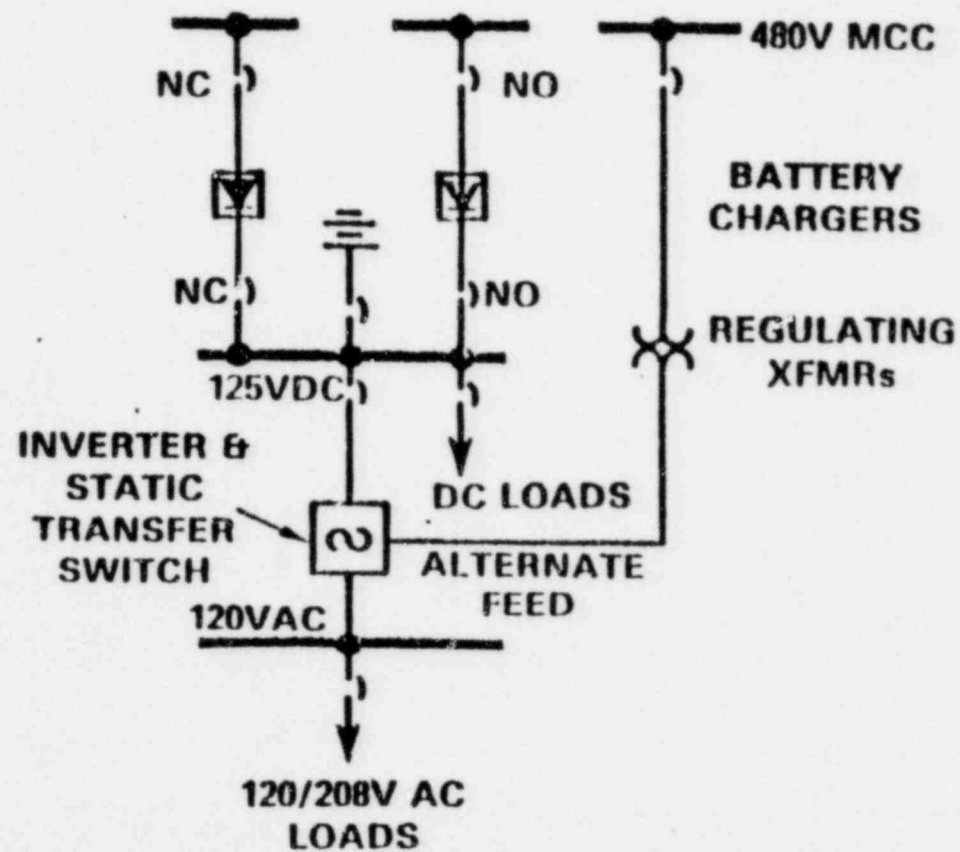 480V MCC
NC
NO
BATTERY
CHARGERS
NC
NO
REGULATING
XFMRs
125VDC
INVERTER &
STATIC
TRANSFER
SWITCH
DC LOADS
ALTERNATE
FEED
120VAC
120/208V AC
LOADS